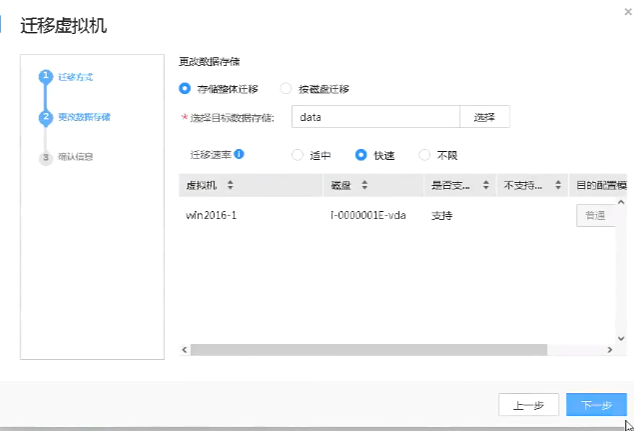 迁移虚拟机
1 迁移方式
2 更改数据存储
3 确认信息
更改数据存储
存储整体迁移 按磁盘迁移
*选择目标数据存储: data 选择
迁移速率 适中 快速 不限
虚拟机 磁盘 是否支... 不支持... 目的配置模
win2016-1 i-0000001E-vda 支持 普通
上一步 下一步